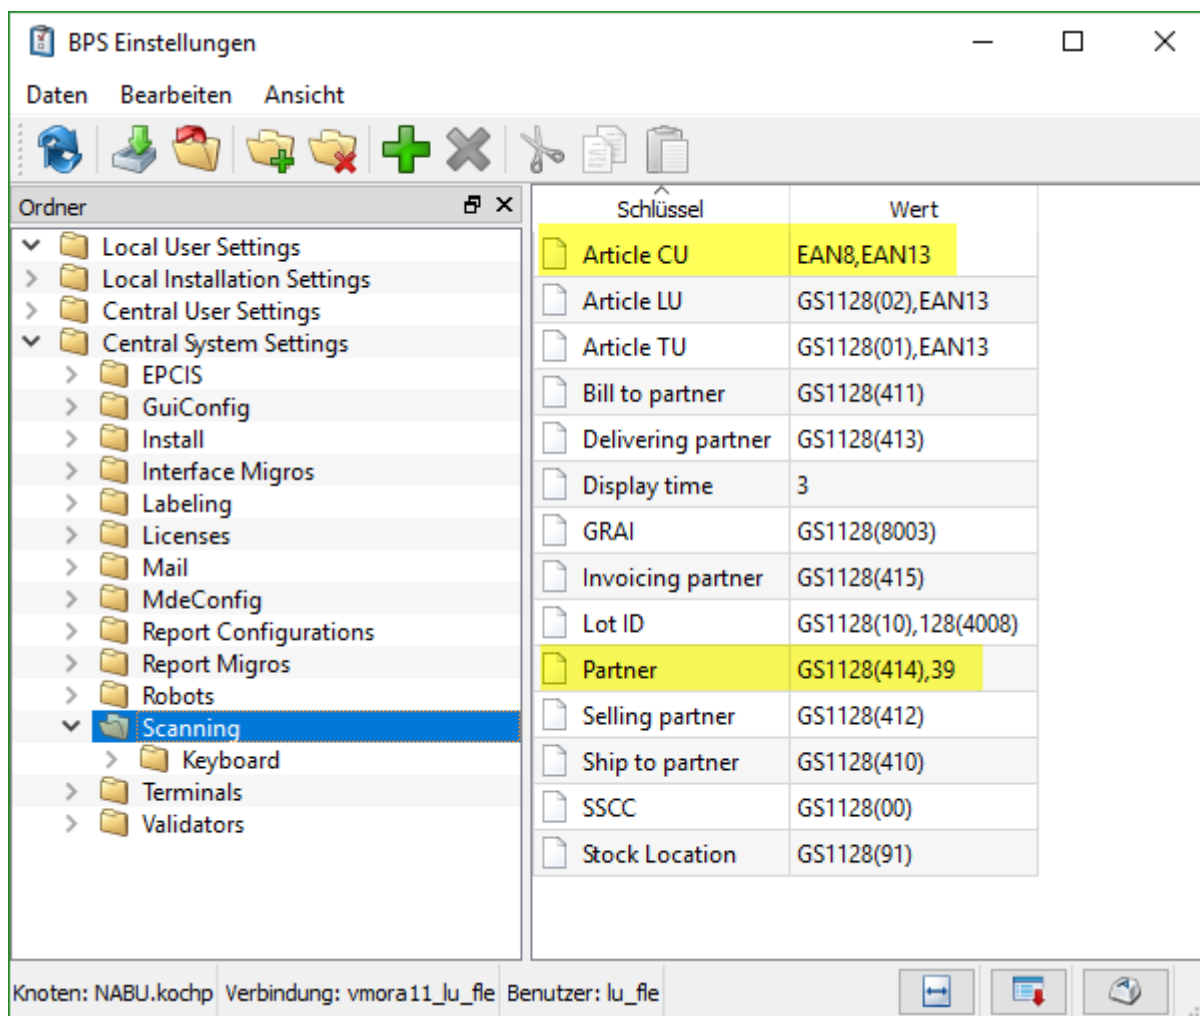 BPS Einstellungen
Daten Bearbeiten Ansicht
Ordner
Local User Settings
Local Installation Settings
Central User Settings
Central System Settings
EPCIS
GuiConfig
Install
Interface Migros
Labeling
Licenses
Mail
MdeConfig
Report Configurations
Report Migros
Robots
Scanning
Keyboard
Terminals
Validators
Schlüssel Wert
Article CU EAN8,EAN13
Article LU GS1128(02),EAN13
Article TU GS1128(01),EAN13
Bill to partner GS1128(411)
Delivering partner GS1128(413)
Display time 3
GRAI GS1128(8003)
Invoicing partner GS1128(415)
Lot ID GS1128(10),128(4008)
Partner GS1128(414),39
Selling partner GS1128(412)
Ship to partner GS1128(410)
SSCC GS1128(00)
Stock Location GS1128(91)
Knoten: NABU.kochp Verbindung: vmora11_lu_fle Benutzer: lu_fle